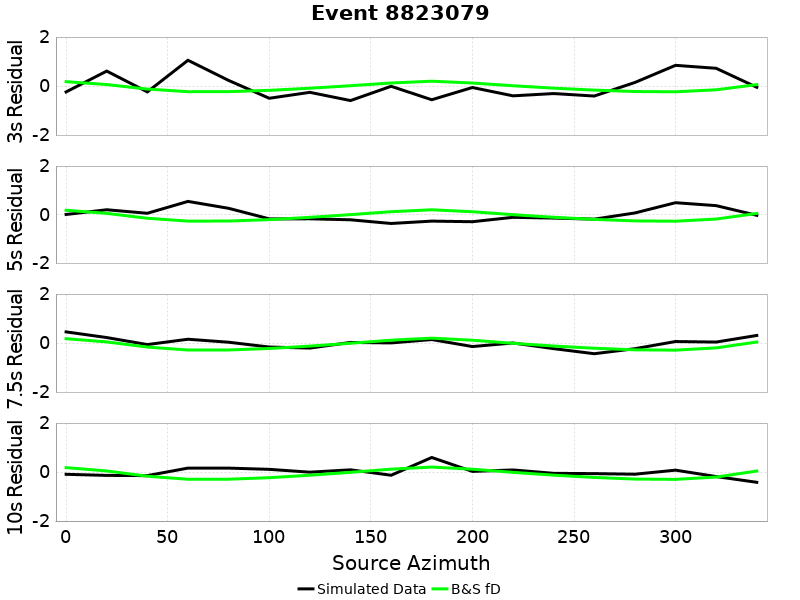 Event 8823079
3s Residual
2
0
-2
5s Residual
2
0
-2
7.5s Residual
2
0
-2
10s Residual
2
0
-2
0 50 100 150 200 250 300
Source Azimuth
Simulated Data B&S fD